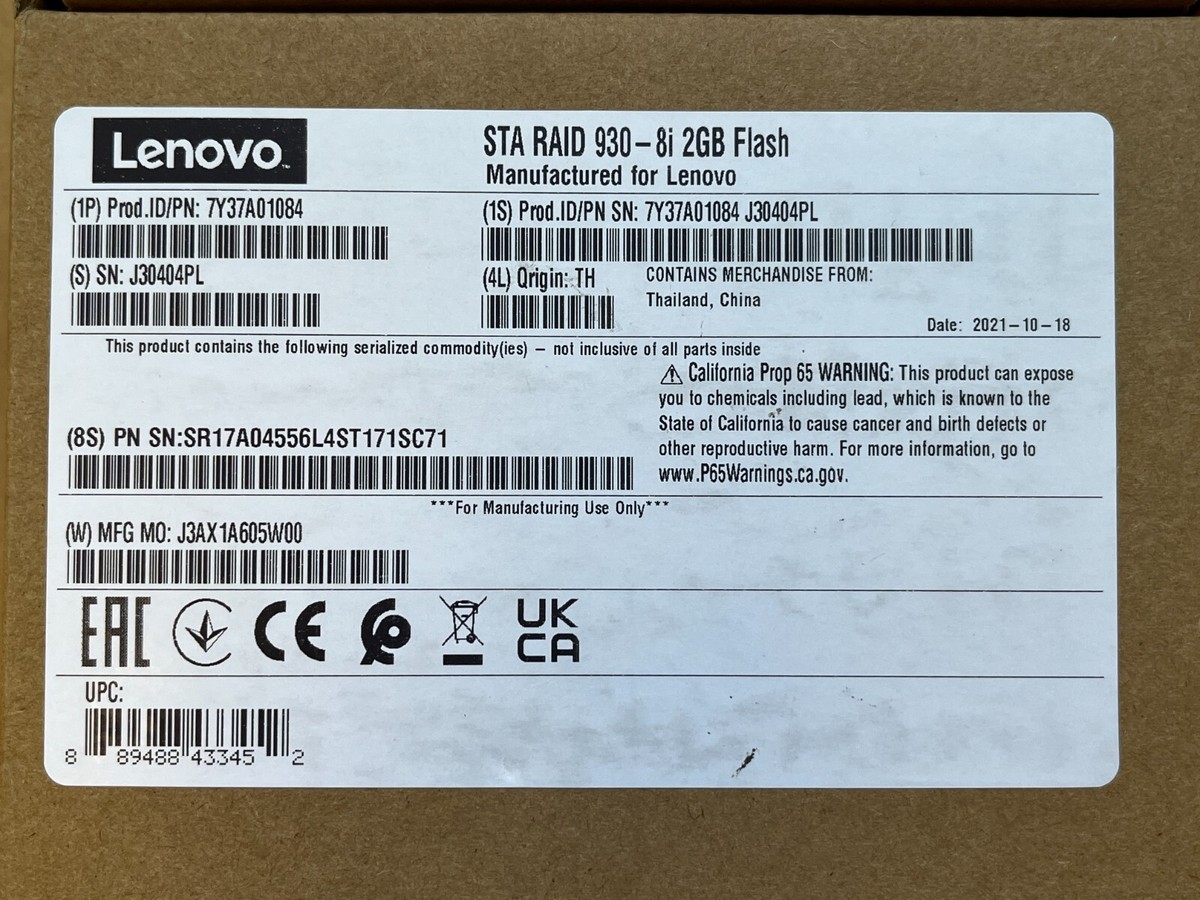 Lenovo™
STA RAID 930-8i 2GB Flash
Manufactured for Lenovo
(1P) Prod.ID/PN: 7Y37A01084
(1S) Prod.ID/PN SN: 7Y37A01084 J30404PL
(S) SN: J30404PL
(4L) Qrigin: TH
CONTAINS MERCHANDISE FROM:
Thailand, China
Date: 2021-10-18
This product contains the following serialized commodity(ies) – not inclusive of all parts inside
⚠ California Prop 65 WARNING: This product can expose
you to chemicals including lead, which is known to the
State of California to cause cancer and birth defects or
other reproductive harm. For more information, go to
www.P65Warnings.ca.gov.
(8S) PN SN:SR17A04556L4ST171SC71
***For Manufacturing Use Only***
(W) MFG MO: J3AX1A605W00
EAC
CE
UK
CA
UPC:
8 89488 43345 2